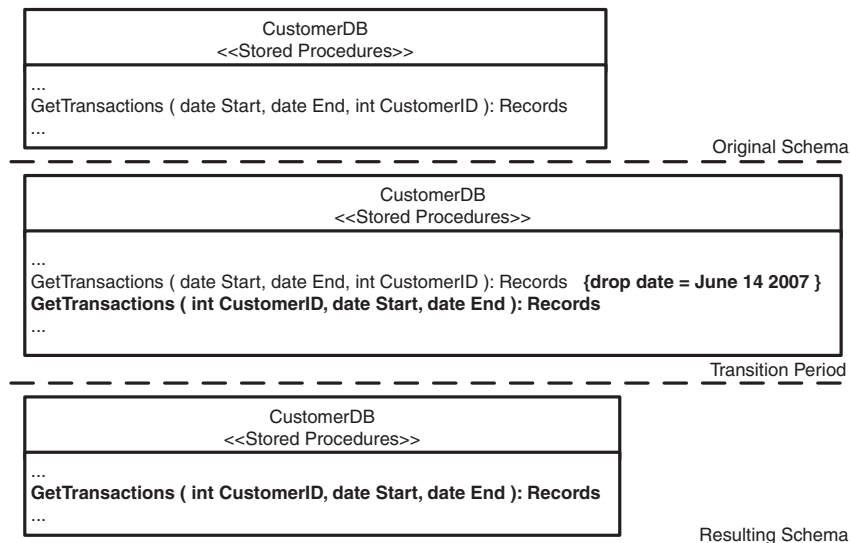 CustomerDB
<<Stored Procedures>>
...
GetTransactions ( date Start, date End, int CustomerID ): Records
...
Original Schema
CustomerDB
<<Stored Procedures>>
...
GetTransactions ( date Start, date End, int CustomerID ): Records {drop date = June 14 2007 }
GetTransactions ( int CustomerID, date Start, date End ): Records
...
Transition Period
CustomerDB
<<Stored Procedures>>
...
GetTransactions ( int CustomerID, date Start, date End ): Records
...
Resulting Schema